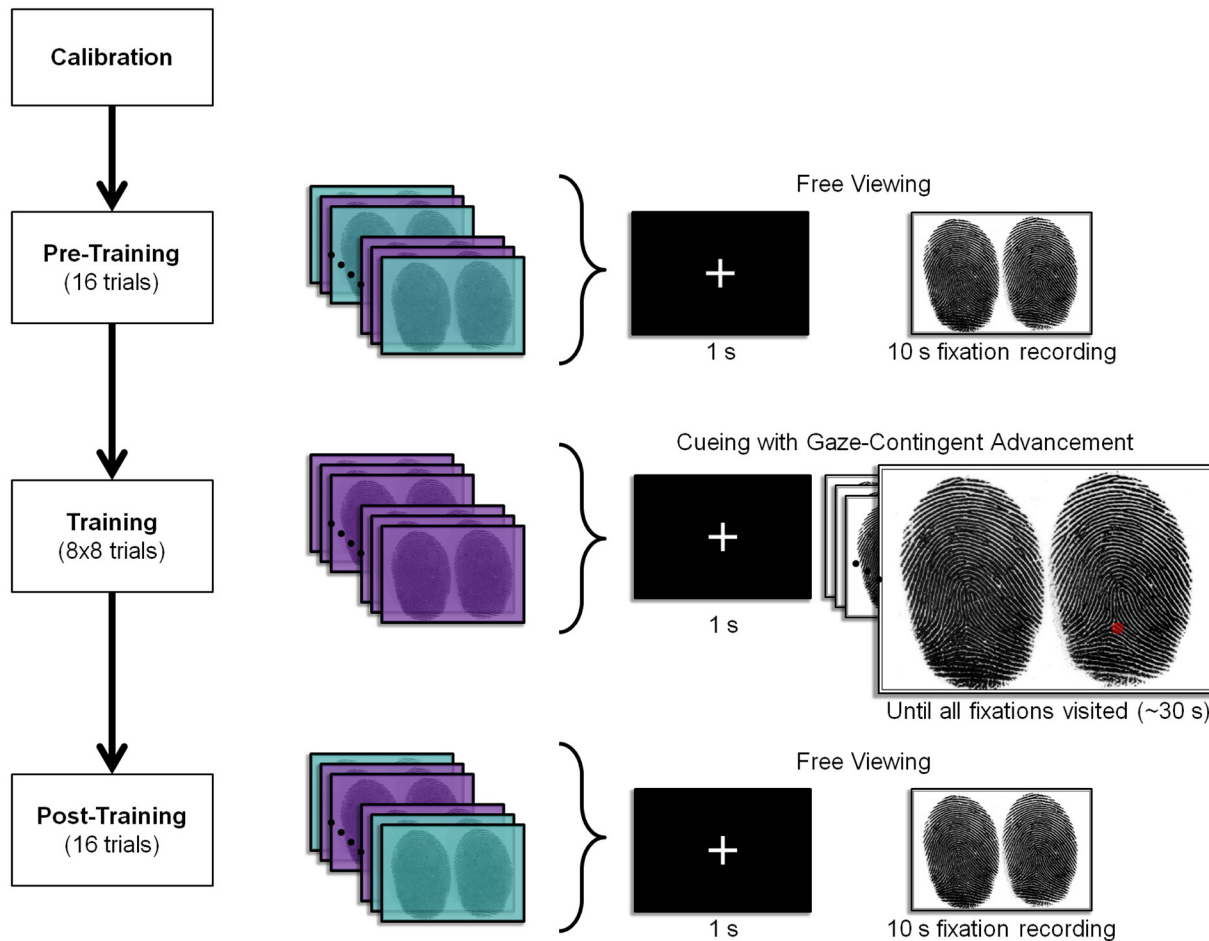 Calibration
Pre-Training
(16 trials)
Free Viewing
1 s
10 s fixation recording
Training
(8x8 trials)
Cueing with Gaze-Contingent Advancement
1 s
Until all fixations visited (~30 s)
Post-Training
(16 trials)
Free Viewing
1 s
10 s fixation recording